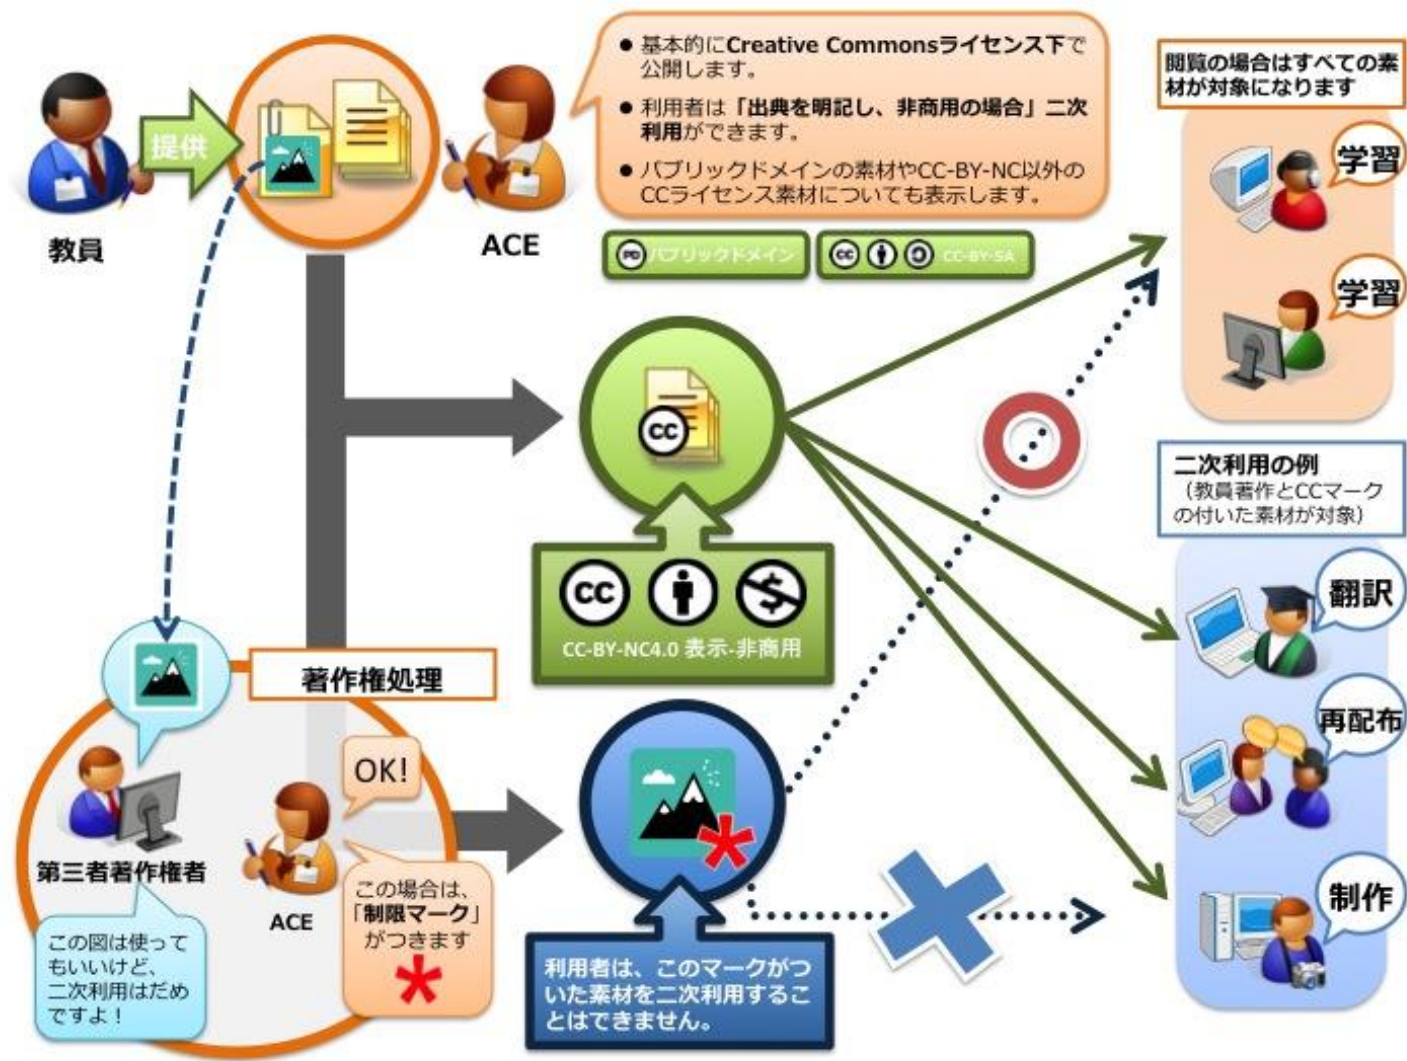 提供
教員
ACE
● 基本的にCreative Commonsライセンス下で
公開します。
● 利用者は「出典を明記し、非商用の場合」二次
利用ができます。
● パブリックドメインの素材やCC-BY-NC以外の
CCライセンス素材についても表示します。
PD パブリックドメイン
cc CC-BY-SA
閲覧の場合はすべての素
材が対象になります
学習
学習
cc
cc
CC-BY-NC4.0 表示-非商用
二次利用の例
（教員著作とCCマーク
の付いた素材が対象）
翻訳
再配布
制作
著作権処理
OK!
第三者著作権者
ACE
この図は使って
もいいけど、
二次利用はだめ
ですよ！
この場合は、
「制限マーク」
がつきます
*
*
利用者は、このマークがつ
いた素材を二次利用するこ
とはできません。